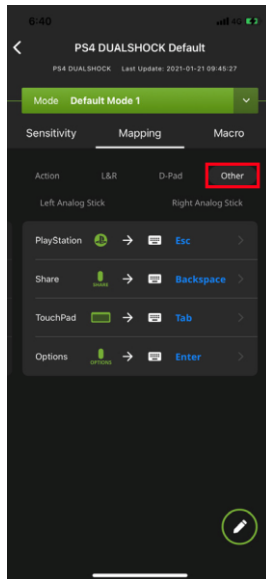 6:40 4G
PS4 DUALSHOCK Default
PS4 DUALSHOCK Last Update: 2021-01-21 09:45:27
Mode Default Mode 1
Sensitivity Mapping Macro
Action L&R D-Pad Other
Left Analog Stick Right Analog Stick
PlayStation → Esc
Share SHARE → Backspace
TouchPad → Tab
Options OPTIONS → Enter